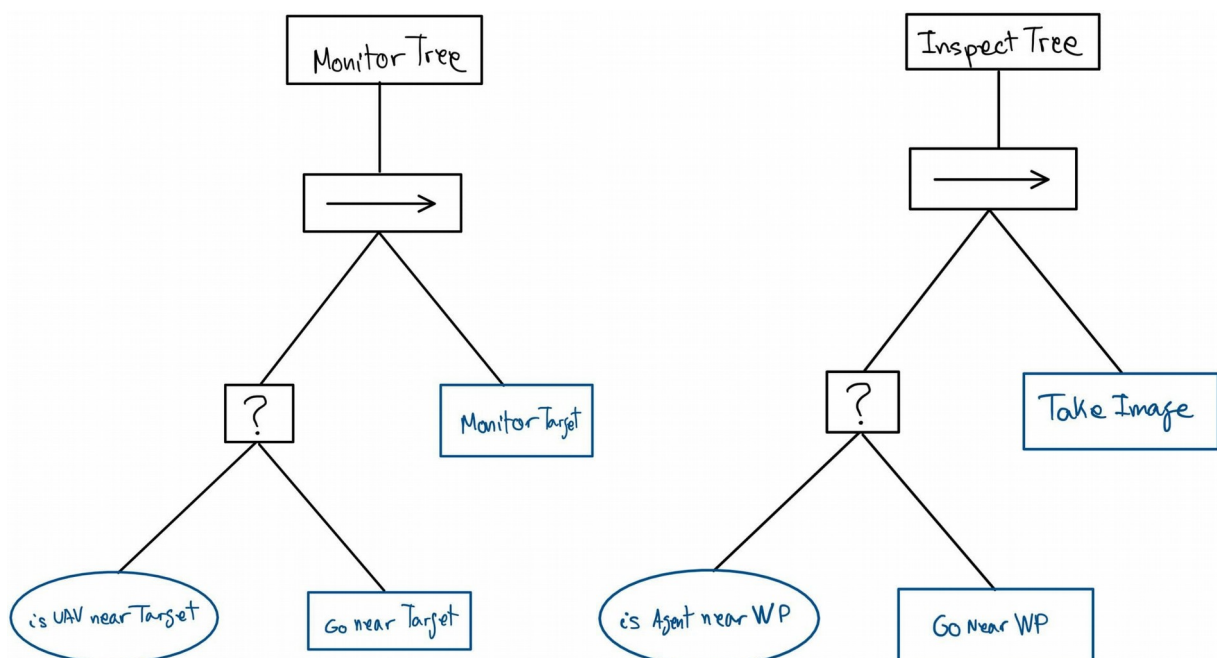 Monitor Tree
?
Monitor Target
is UAV near Target
Go near Target
Inspect Tree
?
Take Image
is Agent near WP
Go Near WP